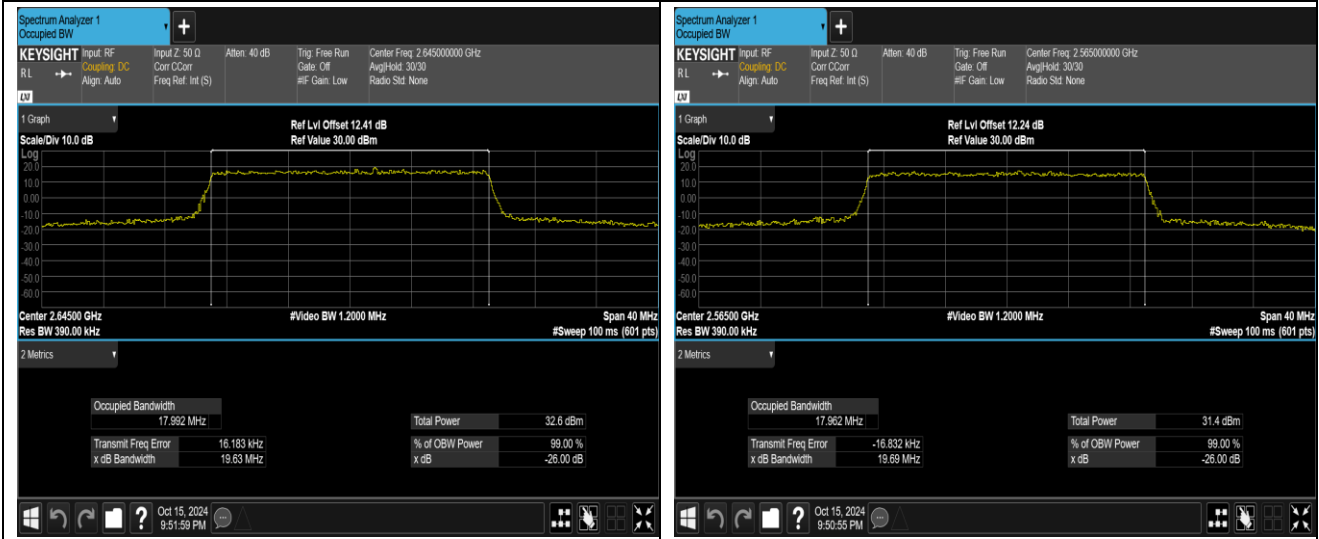 Spectrum Analyzer 1
Occupied BW
+
KEYSIGHT Input: RF Input Z: 50 Ω Atten: 40 dB Trig: Free Run Center Freq: 2.645000000 GHz
Coupling: DC Corr CCorr Gate: Off Avg|Hold: 30/30
RL Align: Auto Freq Ref: Int (S) #IF Gain: Low Radio Std: None
LXI
1 Graph
Ref Lvl Offset 12.41 dB
Scale/Div 10.0 dB Ref Value 30.00 dBm
Log
20.0
10.0
0.00
-10.0
-20.0
-30.0
-40.0
-50.0
-60.0
Center 2.64500 GHz #Video BW 1.2000 MHz Span 40 MHz
Res BW 390.00 kHz #Sweep 100 ms (601 pts)
2 Metrics
Occupied Bandwidth
17.992 MHz Total Power 32.6 dBm
Transmit Freq Error 16.183 kHz % of OBW Power 99.00 %
x dB Bandwidth 19.63 MHz x dB -26.00 dB
? Oct 15, 2024
9:51:59 PM
Spectrum Analyzer 1
Occupied BW
+
KEYSIGHT Input: RF Input Z: 50 Ω Atten: 40 dB Trig: Free Run Center Freq: 2.565000000 GHz
Coupling: DC Corr CCorr Gate: Off Avg|Hold: 30/30
RL Align: Auto Freq Ref: Int (S) #IF Gain: Low Radio Std: None
LXI
1 Graph
Ref Lvl Offset 12.24 dB
Scale/Div 10.0 dB Ref Value 30.00 dBm
Log
20.0
10.0
0.00
-10.0
-20.0
-30.0
-40.0
-50.0
-60.0
Center 2.56500 GHz #Video BW 1.2000 MHz Span 40 MHz
Res BW 390.00 kHz #Sweep 100 ms (601 pts)
2 Metrics
Occupied Bandwidth
17.962 MHz Total Power 31.4 dBm
Transmit Freq Error -16.832 kHz % of OBW Power 99.00 %
x dB Bandwidth 19.69 MHz x dB -26.00 dB
? Oct 15, 2024
9:50:55 PM